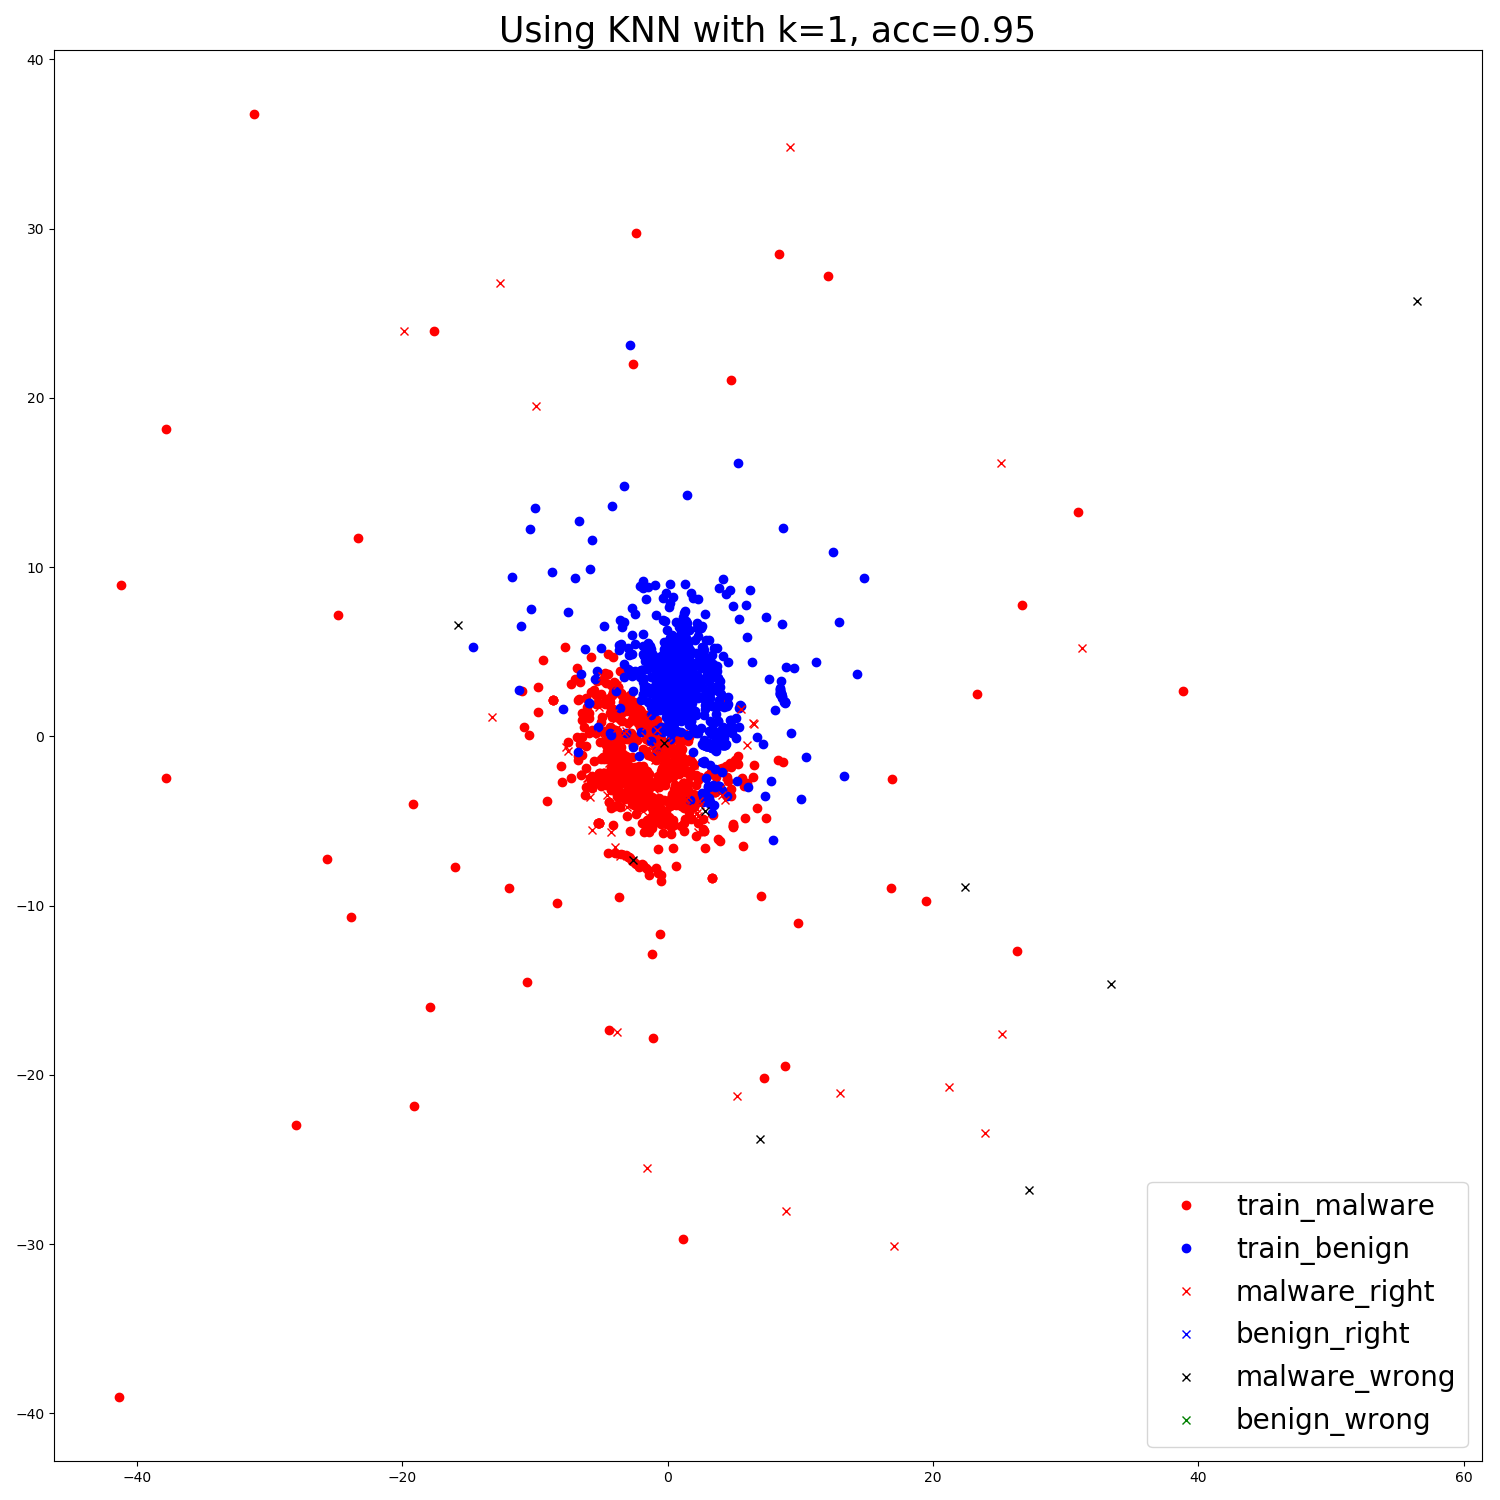 Using KNN with k=1, acc=0.95
40
30
20
10
0
−10
−20
−30
−40
−40
−20
0
20
40
60
train_malware
train_benign
malware_right
benign_right
malware_wrong
benign_wrong